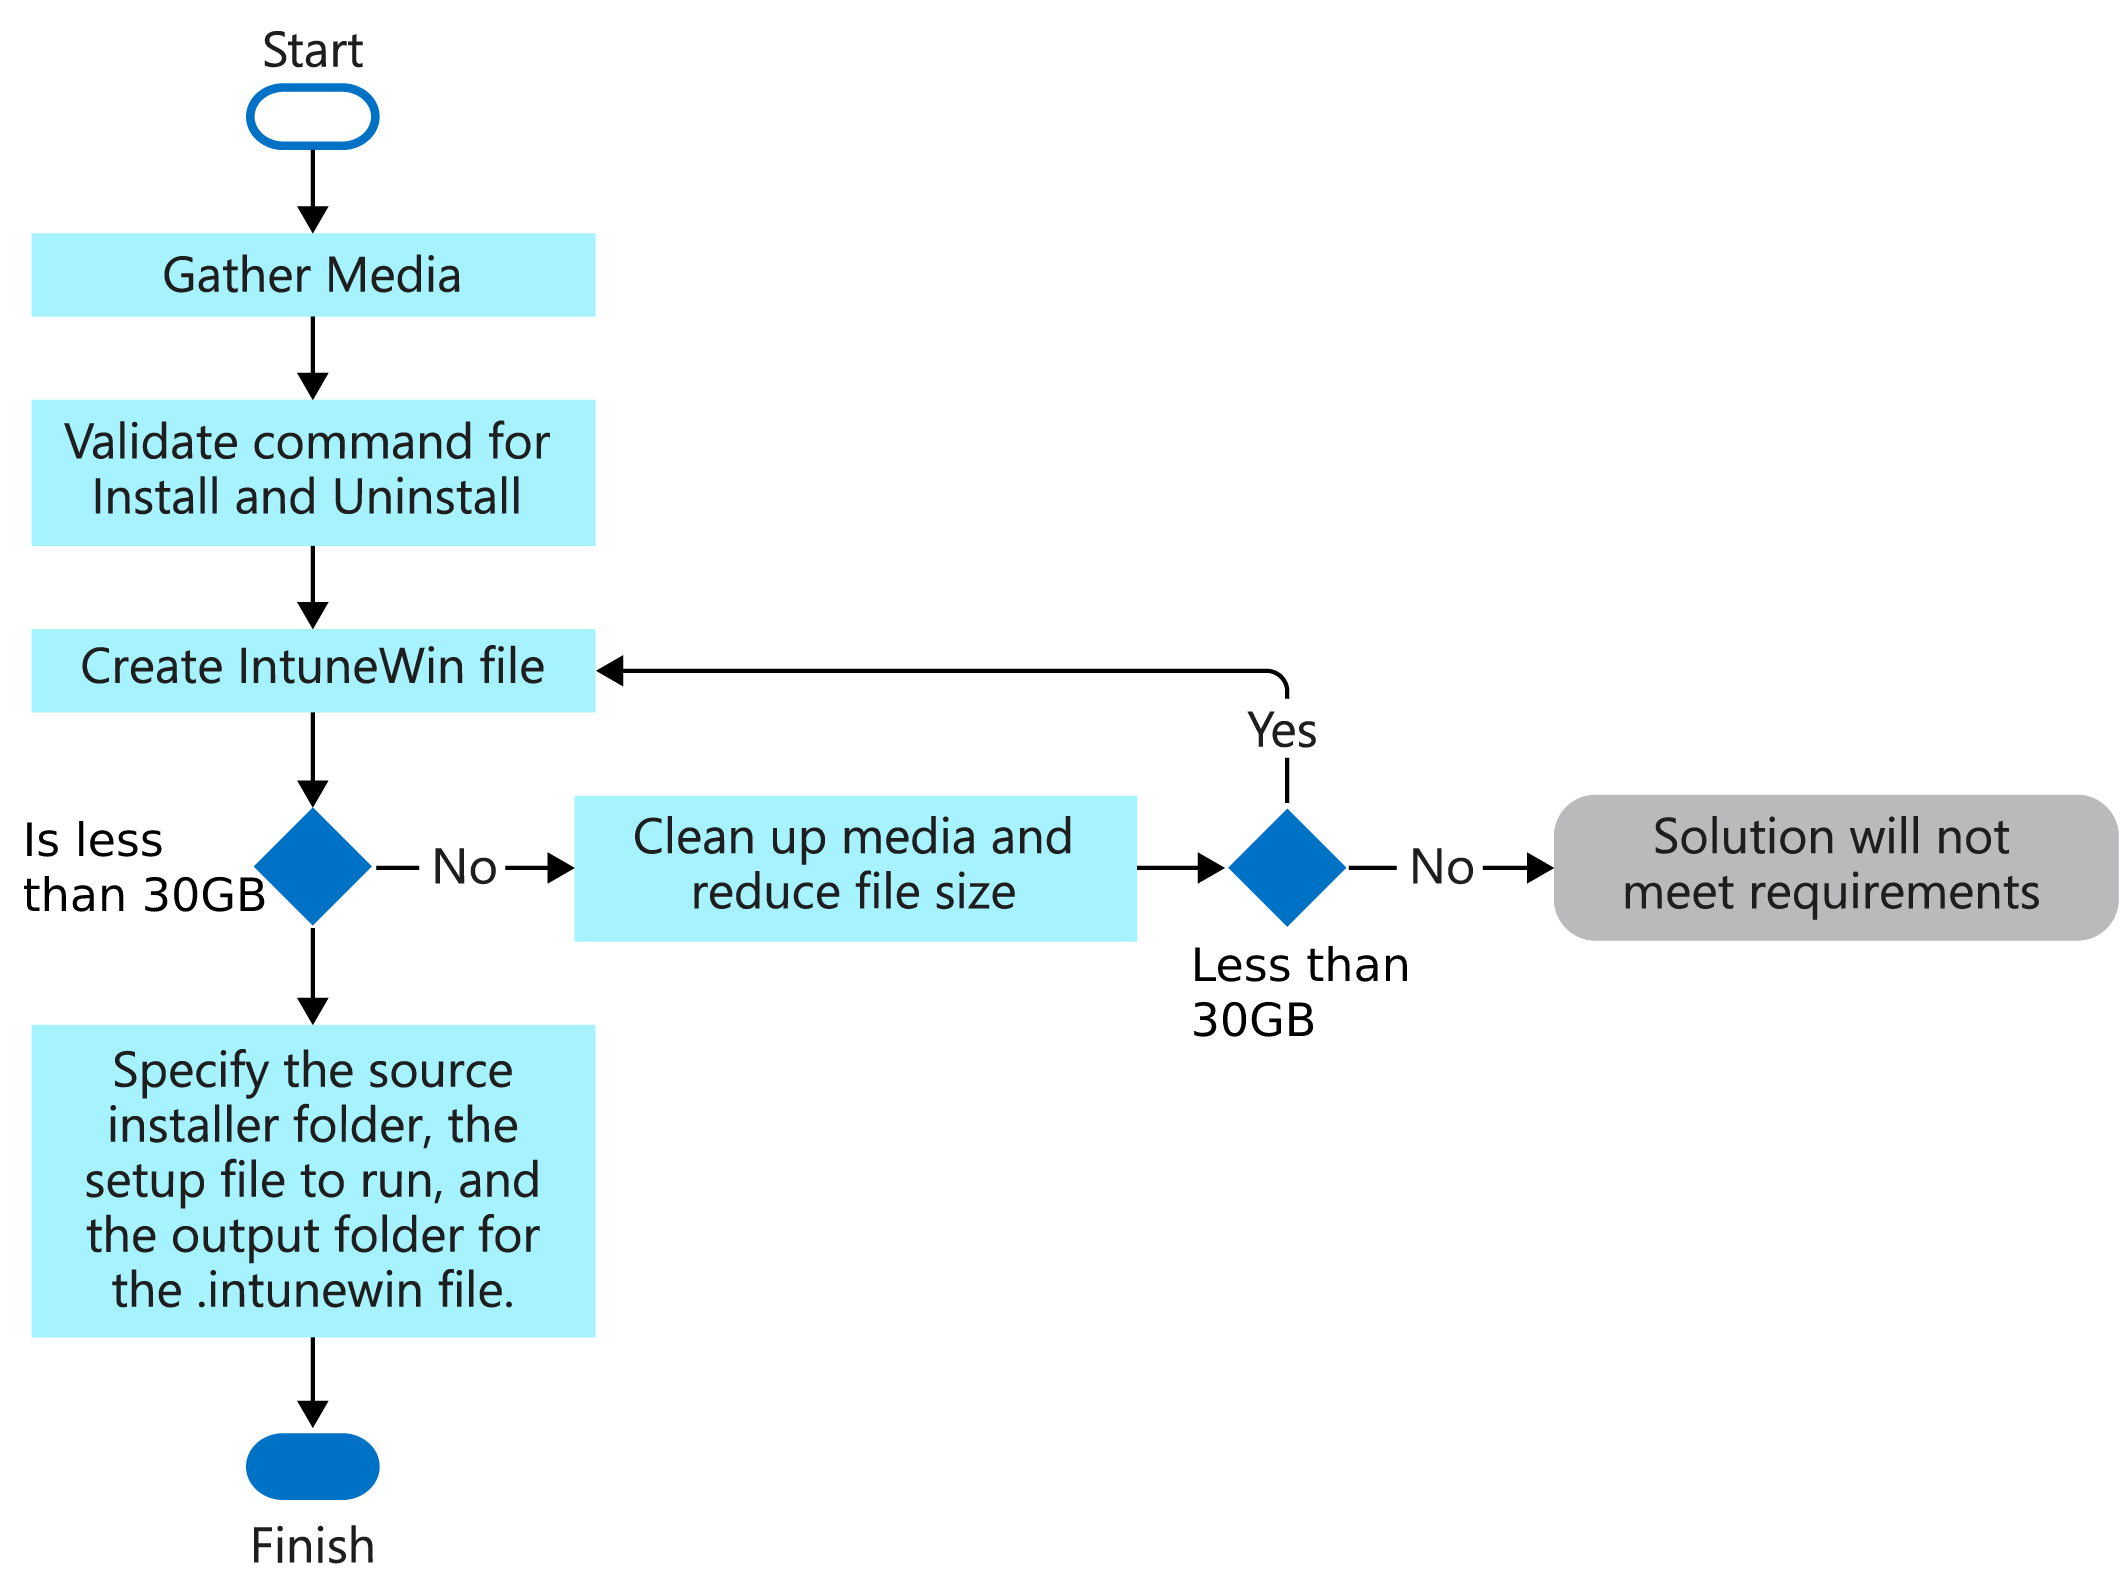 Start
Gather Media
Validate command for
Install and Uninstall
Create IntuneWin file
Yes
Is less
than 30GB
No
Clean up media and
reduce file size
No
Solution will not
meet requirements
Less than
30GB
Specify the source
installer folder, the
setup file to run, and
the output folder for
the .intunewin file.
Finish